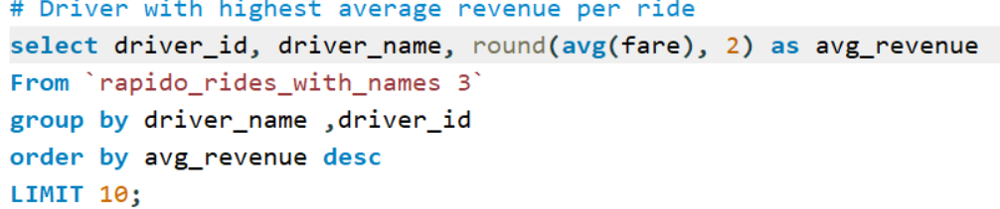 # Driver with highest average revenue per ride
select driver_id, driver_name, round(avg(fare), 2) as avg_revenue
From `rapido_rides_with_names 3`
group by driver_name ,driver_id
order by avg_revenue desc
LIMIT 10;